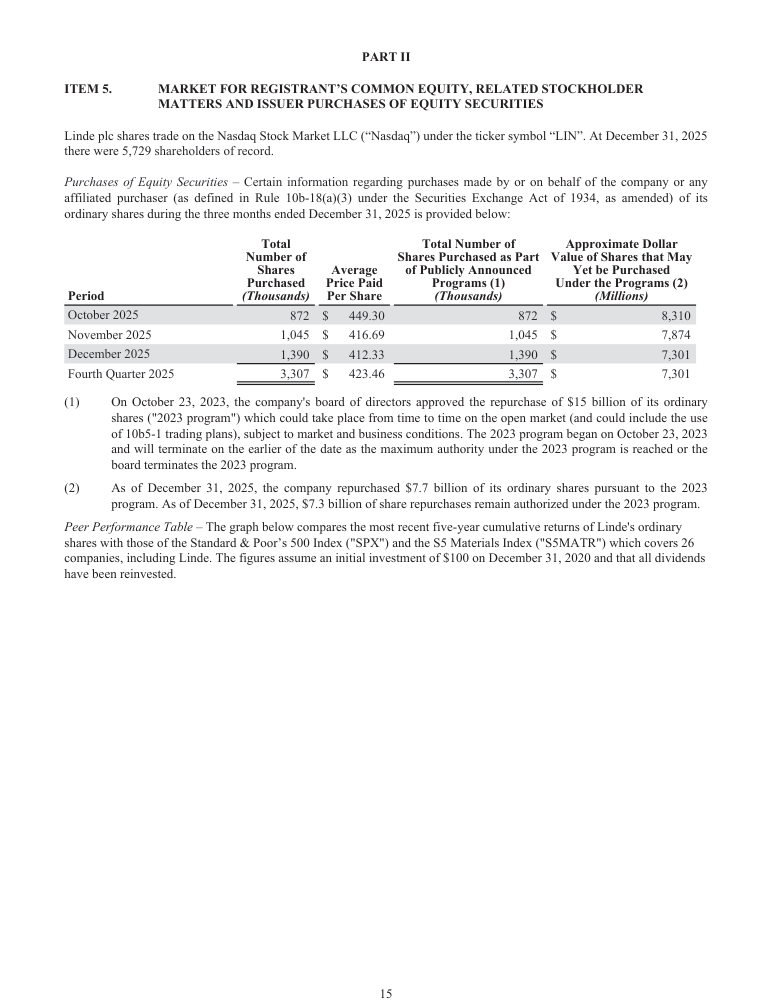 PART II
ITEM 5. MARKET FOR REGISTRANT’S COMMON EQUITY, RELATED STOCKHOLDER
MATTERS AND ISSUER PURCHASES OF EQUITY SECURITIES
Linde plc shares trade on the Nasdaq Stock Market LLC (“Nasdaq”) under the ticker symbol “LIN”. At December 31, 2025
there were 5,729 shareholders of record.
Purchases of Equity Securities – Certain information regarding purchases made by or on behalf of the company or any
affiliated purchaser (as defined in Rule 10b-18(a)(3) under the Securities Exchange Act of 1934, as amended) of its
ordinary shares during the three months ended December 31, 2025 is provided below:
Period Total Number of Shares Purchased (Thousands) Average Price Paid Per Share Total Number of Shares Purchased as Part of Publicly Announced Programs (1) (Thousands) Approximate Dollar Value of Shares that May Yet be Purchased Under the Programs (2) (Millions)
October 2025 872 $ 449.30 872 $ 8,310
November 2025 1,045 $ 416.69 1,045 $ 7,874
December 2025 1,390 $ 412.33 1,390 $ 7,301
Fourth Quarter 2025 3,307 $ 423.46 3,307 $ 7,301
(1) On October 23, 2023, the company's board of directors approved the repurchase of $15 billion of its ordinary
shares ("2023 program") which could take place from time to time on the open market (and could include the use
of 10b5-1 trading plans), subject to market and business conditions. The 2023 program began on October 23, 2023
and will terminate on the earlier of the date as the maximum authority under the 2023 program is reached or the
board terminates the 2023 program.
(2) As of December 31, 2025, the company repurchased $7.7 billion of its ordinary shares pursuant to the 2023
program. As of December 31, 2025, $7.3 billion of share repurchases remain authorized under the 2023 program.
Peer Performance Table – The graph below compares the most recent five-year cumulative returns of Linde's ordinary
shares with those of the Standard & Poor’s 500 Index ("SPX") and the S5 Materials Index ("S5MATR") which covers 26
companies, including Linde. The figures assume an initial investment of $100 on December 31, 2020 and that all dividends
have been reinvested.
15